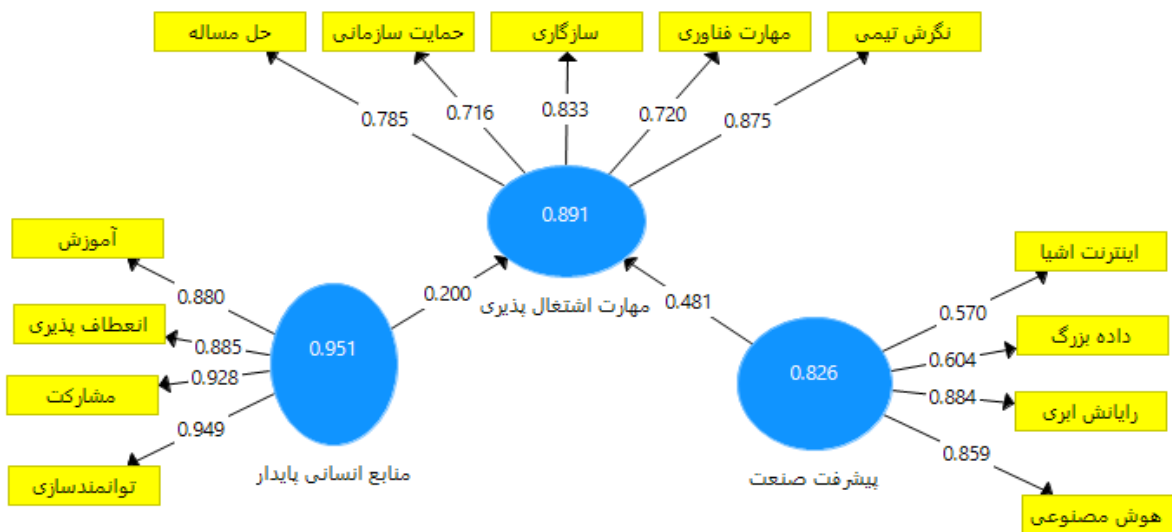 حل مساله
حمایت سازمانی
سازگاری
مهارت فناوری
نگرش تیمی
0.785
0.716
0.833
0.720
0.875
0.891
مهارت اشتغال پذیری
0.200
0.481
آموزش
انعطاف پذیری
مشارکت
توانمندسازی
0.880
0.885
0.928
0.949
0.951
منابع انسانی پایدار
اینترنت اشیا
داده بزرگ
رایانش ابری
هوش مصنوعی
0.570
0.604
0.884
0.859
0.826
پیشرفت صنعت